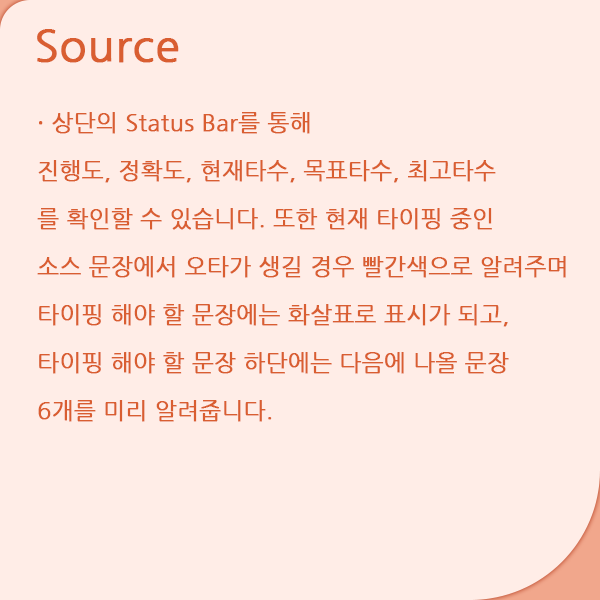 Source
· 상단의 Status Bar를 통해
진행도, 정확도, 현재타수, 목표타수, 최고타수
를 확인할 수 있습니다. 또한 현재 타이핑 중인
소스 문장에서 오타가 생길 경우 빨간색으로 알려주며
타이핑 해야 할 문장에는 화살표로 표시가 되고,
타이핑 해야 할 문장 하단에는 다음에 나올 문장
6개를 미리 알려줍니다.